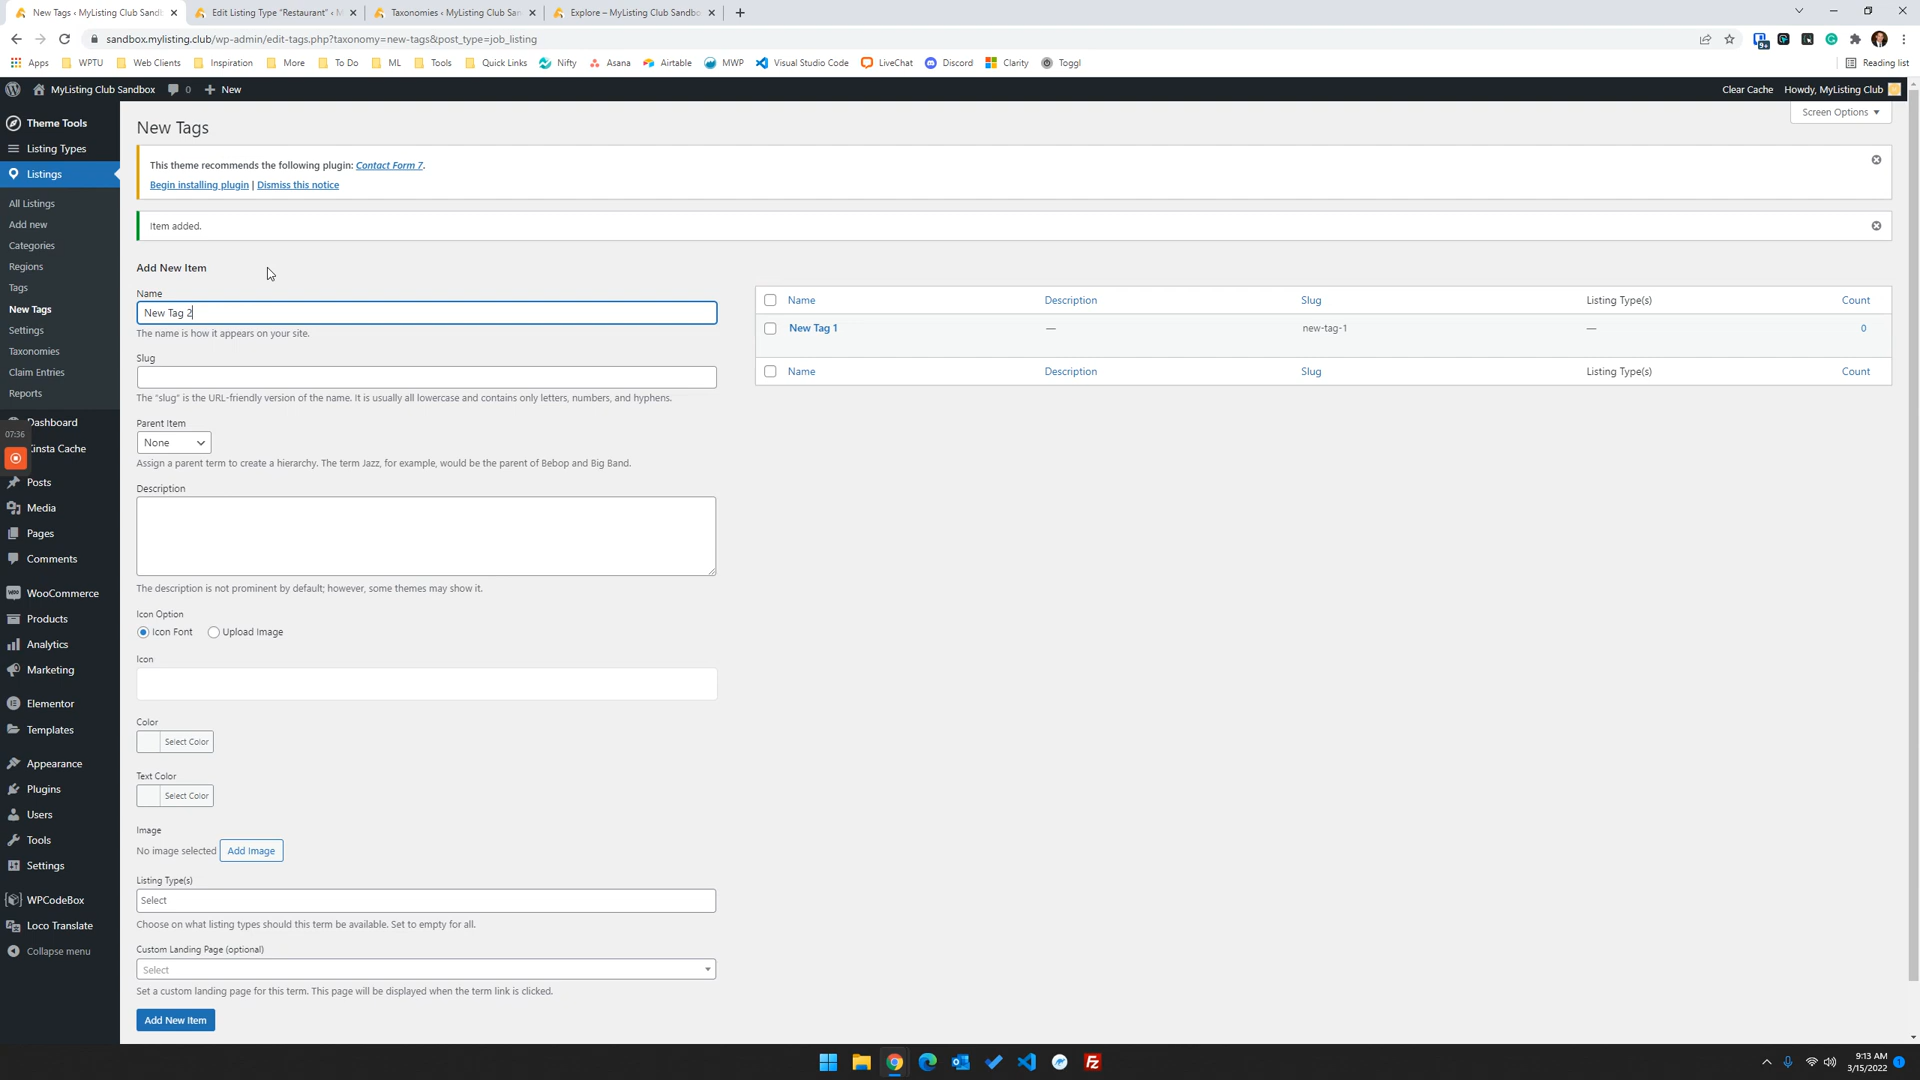 New Tags ‹ MyListing Club Sandb
Edit Listing Type "Restaurant" ‹ M
Taxonomies ‹ MyListing Club San
Explore – MyListing Club Sandbo
sandbox.mylisting.club/wp-admin/edit-tags.php?taxonomy=new-tags&post_type=job_listing
Apps
WPTU
Web Clients
Inspiration
More
To Do
ML
Tools
Quick Links
Nifty
Asana
Airtable
MWP
Visual Studio Code
LiveChat
Discord
Clarity
Toggl
Reading list
MyListing Club Sandbox
0
New
Clear Cache
Howdy, MyListing Club
Screen Options
Theme Tools
Listing Types
Listings
All Listings
Add new
Categories
Regions
Tags
New Tags
Settings
Taxonomies
Claim Entries
Reports
Dashboard
07:36
Kinsta Cache
Posts
Media
Pages
Comments
WooCommerce
Products
Analytics
Marketing
Elementor
Templates
Appearance
Plugins
Users
Tools
Settings
WPCodeBox
Loco Translate
Collapse menu
New Tags
This theme recommends the following plugin: Contact Form 7.
Begin installing plugin | Dismiss this notice
Item added.
Add New Item
Name
New Tag 2
The name is how it appears on your site.
Slug
The “slug” is the URL-friendly version of the name. It is usually all lowercase and contains only letters, numbers, and hyphens.
Parent Item
None
Assign a parent term to create a hierarchy. The term Jazz, for example, would be the parent of Bebop and Big Band.
Description
The description is not prominent by default; however, some themes may show it.
Icon Option
Icon Font
Upload Image
Icon
Color
Select Color
Text Color
Select Color
Image
No image selected
Add Image
Listing Type(s)
Select
Choose on what listing types should this term be available. Set to empty for all.
Custom Landing Page (optional)
Select
Set a custom landing page for this term. This page will be displayed when the term link is clicked.
Add New Item
Name Description Slug Listing Type(s) Count
New Tag 1 — new-tag-1 — 0
Name Description Slug Listing Type(s) Count
9:13 AM
3/15/2022
1